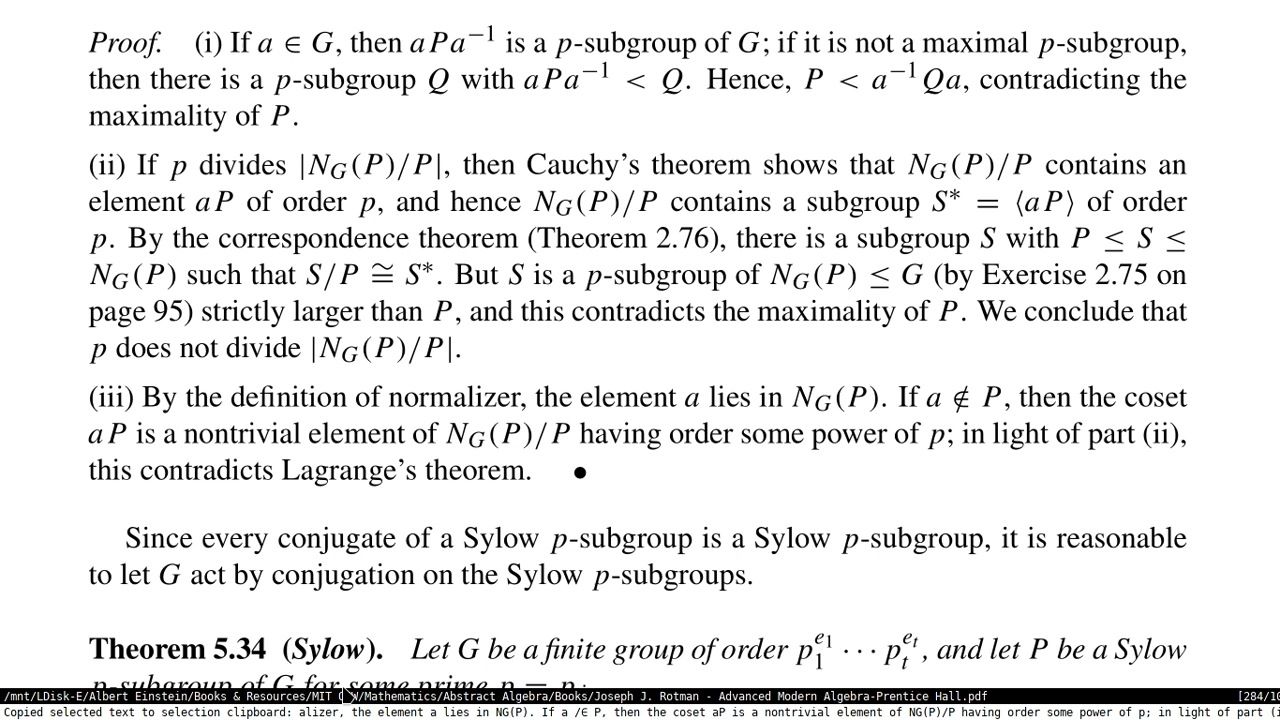 Proof. (i) If a ∈ G, then aPa⁻¹ is a p-subgroup of G; if it is not a maximal p-subgroup,
then there is a p-subgroup Q with aPa⁻¹ < Q. Hence, P < a⁻¹Qa, contradicting the
maximality of P.
(ii) If p divides |N_G(P)/P|, then Cauchy’s theorem shows that N_G(P)/P contains an
element aP of order p, and hence N_G(P)/P contains a subgroup S* = ⟨aP⟩ of order
p. By the correspondence theorem (Theorem 2.76), there is a subgroup S with P ≤ S ≤
N_G(P) such that S/P ≅ S*. But S is a p-subgroup of N_G(P) ≤ G (by Exercise 2.75 on
page 95) strictly larger than P, and this contradicts the maximality of P. We conclude that
p does not divide |N_G(P)/P|.
(iii) By the definition of normalizer, the element a lies in N_G(P). If a ∉ P, then the coset
aP is a nontrivial element of N_G(P)/P having order some power of p; in light of part (ii),
this contradicts Lagrange’s theorem. •
Since every conjugate of a Sylow p-subgroup is a Sylow p-subgroup, it is reasonable
to let G act by conjugation on the Sylow p-subgroups.
Theorem 5.34 (Sylow). Let G be a finite group of order p₁^{e₁} ⋯ p_t^{e_t}, and let P be a Sylow
p-subgroup of G for some prime p = p
/mnt/LDisk-E/Albert Einstein/Books & Resources/MIT /Mathematics/Abstract Algebra/Books/Joseph J. Rotman - Advanced Modern Algebra-Prentice Hall.pdf [284/10
Copied selected text to selection clipboard: alizer, the element a lies in NG(P). If a /∈ P, then the coset aP is a nontrivial element of NG(P)/P having order some power of p; in light of part (i